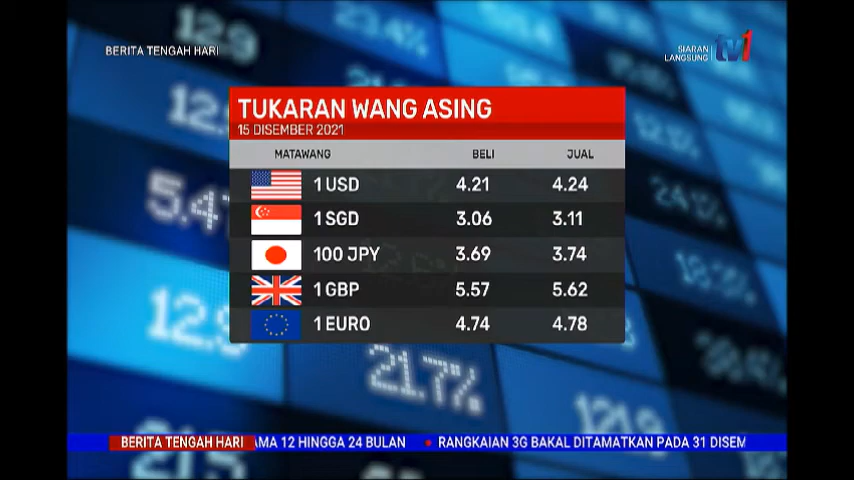 BERITA TENGAH HARI
SIARAN
LANGSUNG
tv1
TUKARAN WANG ASING
15 DISEMBER 2021
MATAWANG BELI JUAL
1 USD 4.21 4.24
1 SGD 3.06 3.11
100 JPY 3.69 3.74
1 GBP 5.57 5.62
1 EURO 4.74 4.78
21.7%
BERITA TENGAH HARI AMA 12 HINGGA 24 BULAN • RANGKAIAN 3G BAKAL DITAMATKAN PADA 31 DISEM